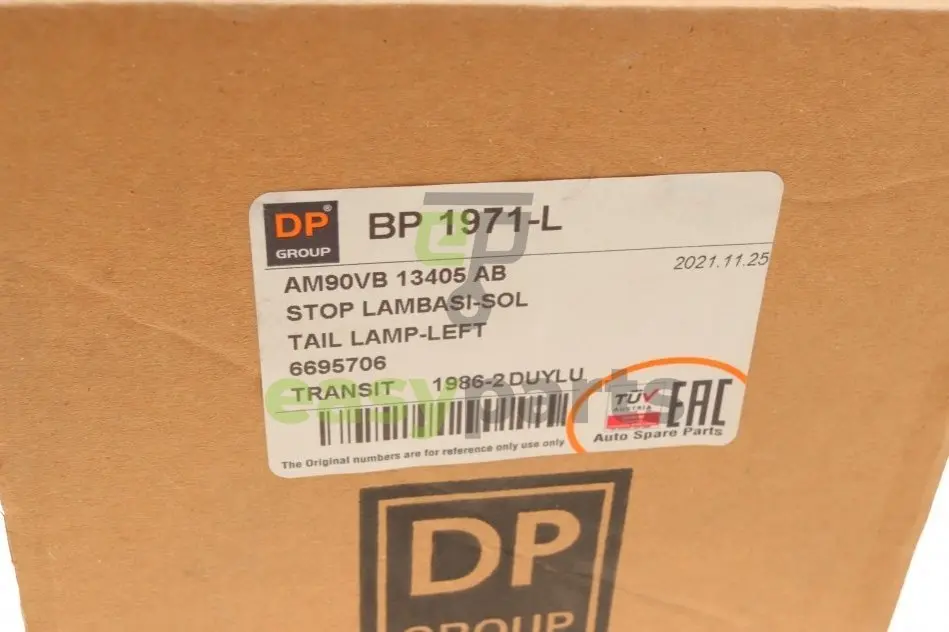 DP®
GROUP
BP 1971-L
2021.11.25
AM90VB 13405 AB
STOP LAMBASI-SOL
TAIL LAMP-LEFT
6695706
TRANSIT 1986-2 DUYLU
ep
easyparts
TÜV
AUSTRIA
EAC
Auto Spare Parts
The Original numbers are for reference only use only
DP
GROUP